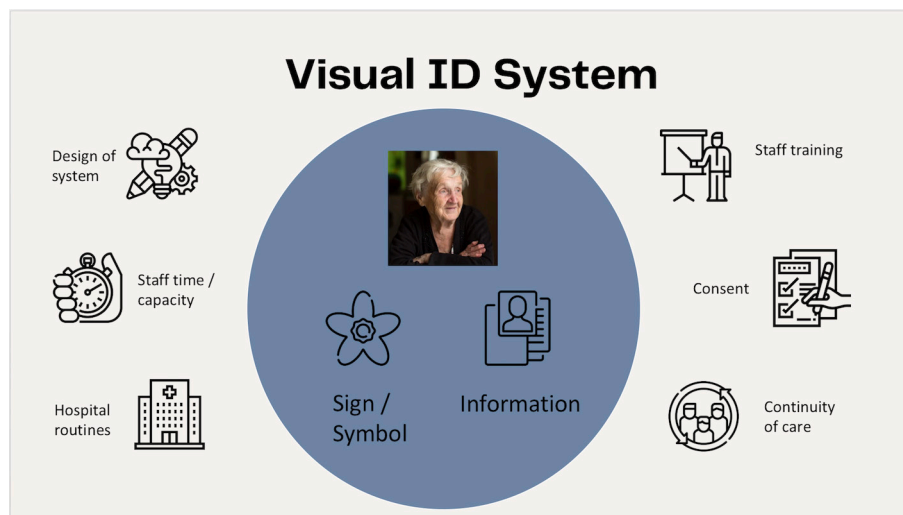 Visual ID System
Design of
system
Staff time /
capacity
Hospital
routines
Sign /
Symbol
Information
Staff training
Consent
Continuity
of care